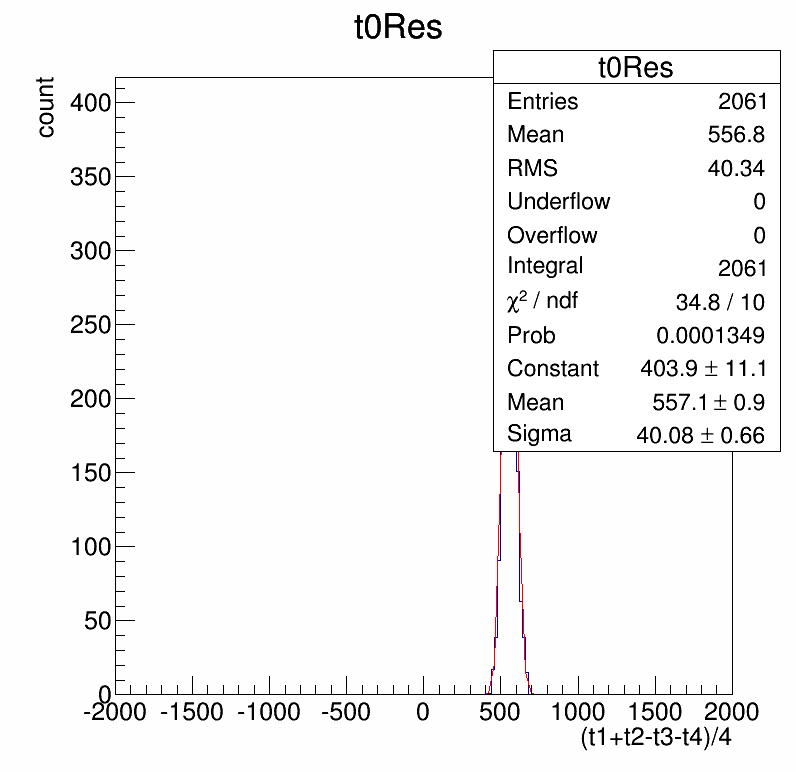 t0Res
t0Res
Entries 2061
Mean 556.8
RMS 40.34
Underflow 0
Overflow 0
Integral 2061
χ² / ndf 34.8 / 10
Prob 0.0001349
Constant 403.9 ± 11.1
Mean 557.1 ± 0.9
Sigma 40.08 ± 0.66
count
400
350
300
250
200
150
100
50
0
-2000 -1500 -1000 -500 0 500 1000 1500 2000
(t1+t2-t3-t4)/4